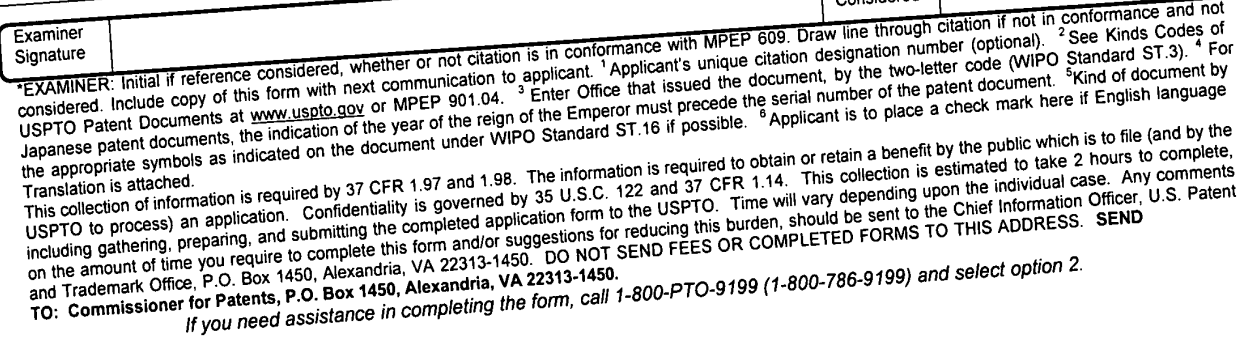 Considered
Examiner
Signature
*EXAMINER: Initial if reference considered, whether or not citation is in conformance with MPEP 609. Draw line through citation if not in conformance and not
considered. Include copy of this form with next communication to applicant. ¹ Applicant's unique citation designation number (optional). ² See Kinds Codes of
USPTO Patent Documents at www.uspto.gov or MPEP 901.04. ³ Enter Office that issued the document, by the two-letter code (WIPO Standard ST.3). ⁴ For
Japanese patent documents, the indication of the year of the reign of the Emperor must precede the serial number of the patent document. ⁵Kind of document by
the appropriate symbols as indicated on the document under WIPO Standard ST.16 if possible. ⁶ Applicant is to place a check mark here if English language
Translation is attached.
This collection of information is required by 37 CFR 1.97 and 1.98. The information is required to obtain or retain a benefit by the public which is to file (and by the
USPTO to process) an application. Confidentiality is governed by 35 U.S.C. 122 and 37 CFR 1.14. This collection is estimated to take 2 hours to complete,
including gathering, preparing, and submitting the completed application form to the USPTO. Time will vary depending upon the individual case. Any comments
on the amount of time you require to complete this form and/or suggestions for reducing this burden, should be sent to the Chief Information Officer, U.S. Patent
and Trademark Office, P.O. Box 1450, Alexandria, VA 22313-1450. DO NOT SEND FEES OR COMPLETED FORMS TO THIS ADDRESS. SEND
TO: Commissioner for Patents, P.O. Box 1450, Alexandria, VA 22313-1450.
If you need assistance in completing the form, call 1-800-PTO-9199 (1-800-786-9199) and select option 2.